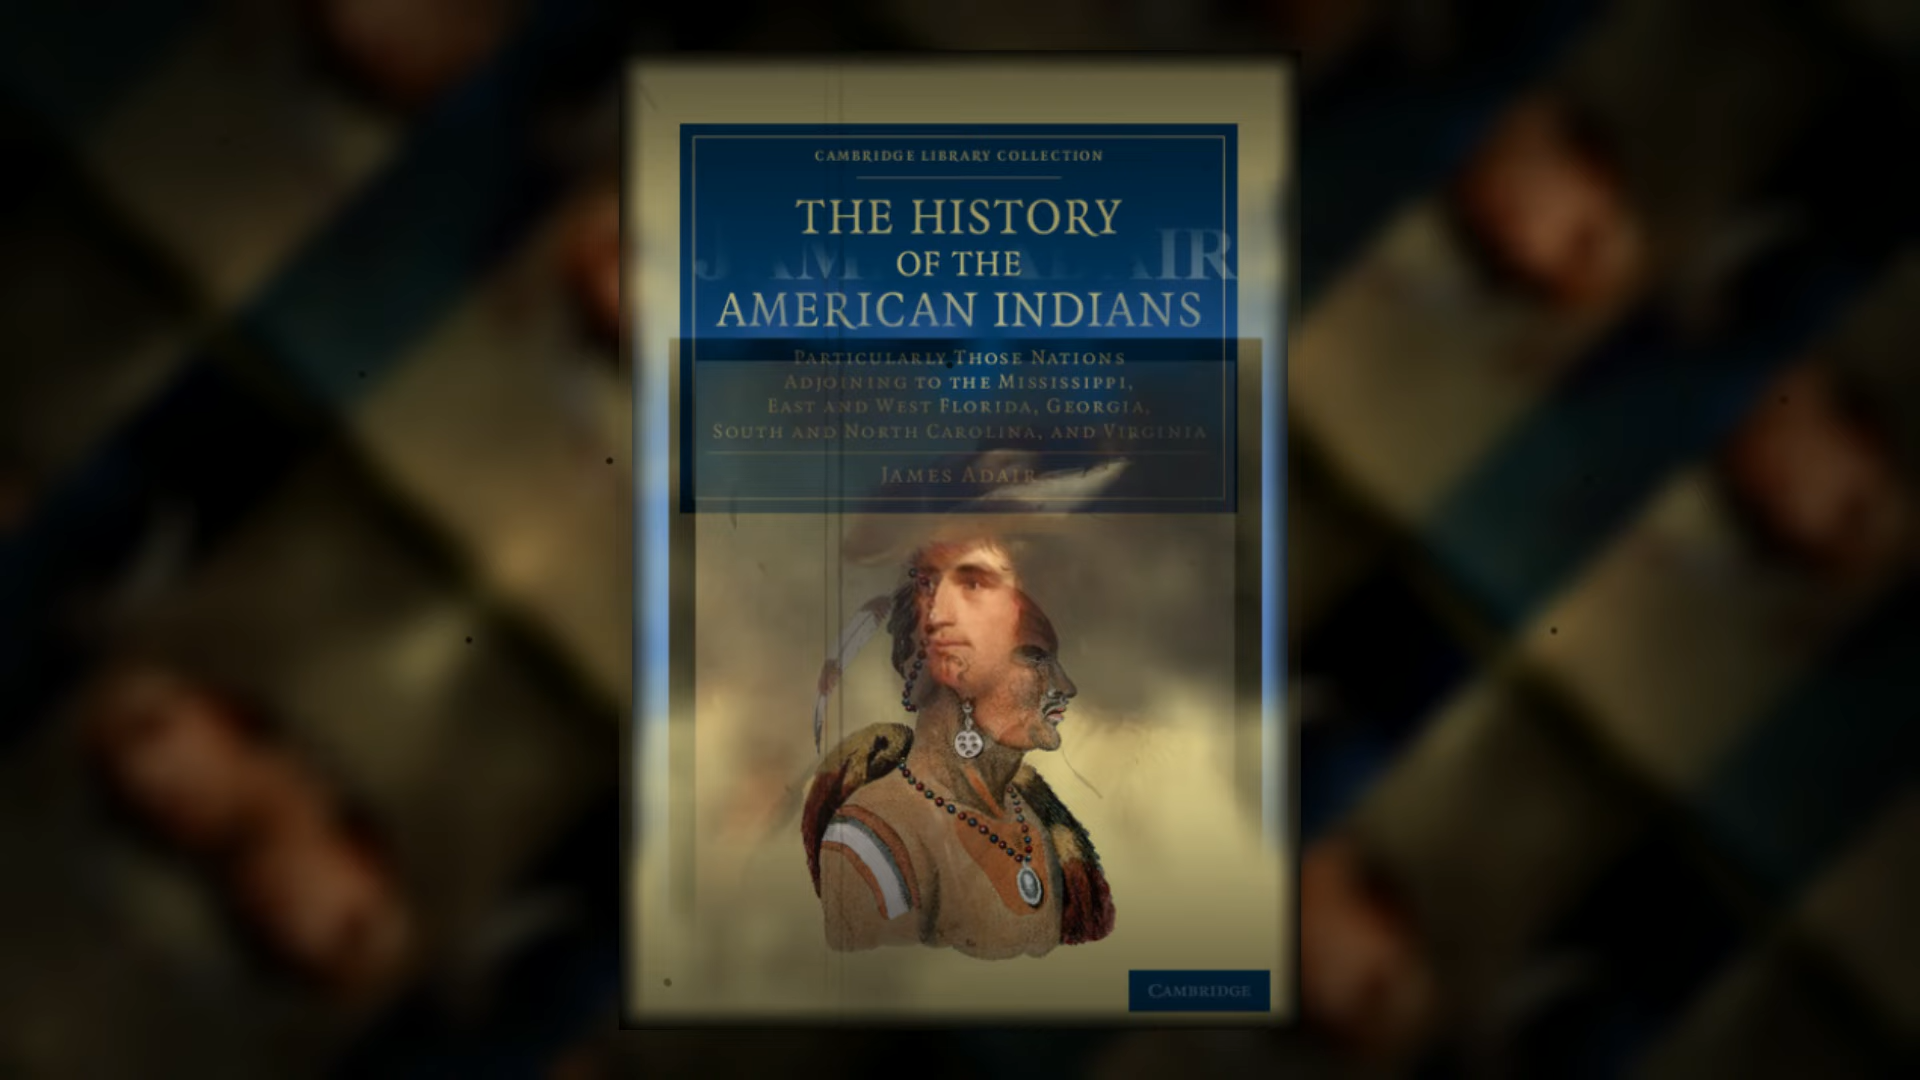 CAMBRIDGE LIBRARY COLLECTION
THE HISTORY
OF THE
AMERICAN INDIANS
PARTICULARLY THOSE NATIONS
ADJOINING TO THE MISSISSIPPI,
EAST AND WEST FLORIDA, GEORGIA,
SOUTH AND NORTH CAROLINA, AND VIRGINIA
JAMES ADAIR
CAMBRIDGE